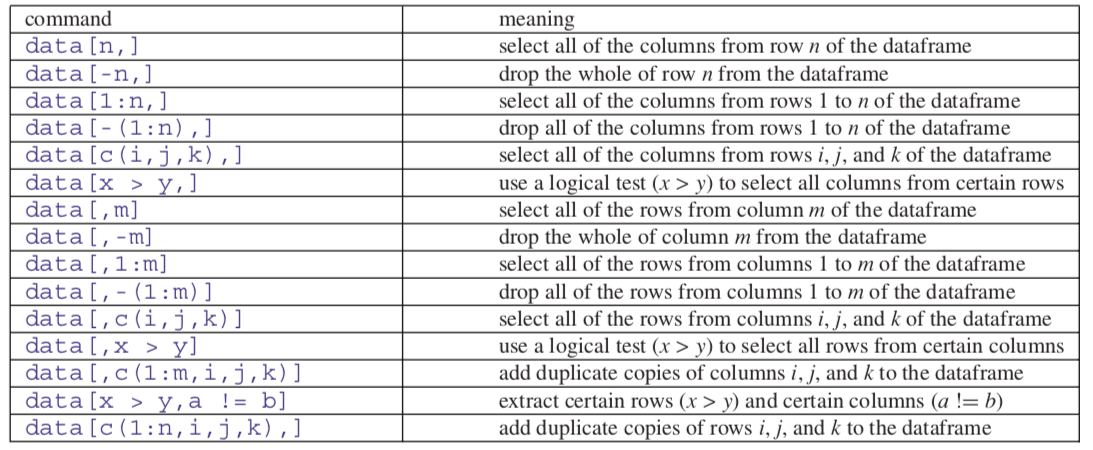 command meaning
data[n,] select all of the columns from row n of the dataframe
data[-n,] drop the whole of row n from the dataframe
data[1:n,] select all of the columns from rows 1 to n of the dataframe
data[-(1:n),] drop all of the columns from rows 1 to n of the dataframe
data[c(i,j,k),] select all of the columns from rows i, j, and k of the dataframe
data[x > y,] use a logical test (x > y) to select all columns from certain rows
data[,m] select all of the rows from column m of the dataframe
data[,-m] drop the whole of column m from the dataframe
data[,1:m] select all of the rows from columns 1 to m of the dataframe
data[,-(1:m)] drop all of the rows from columns 1 to m of the dataframe
data[,c(i,j,k)] select all of the rows from columns i, j, and k of the dataframe
data[,x > y] use a logical test (x > y) to select all rows from certain columns
data[,c(1:m,i,j,k)] add duplicate copies of columns i, j, and k to the dataframe
data[x > y,a != b] extract certain rows (x > y) and certain columns (a != b)
data[c(1:n,i,j,k),] add duplicate copies of rows i, j, and k to the dataframe